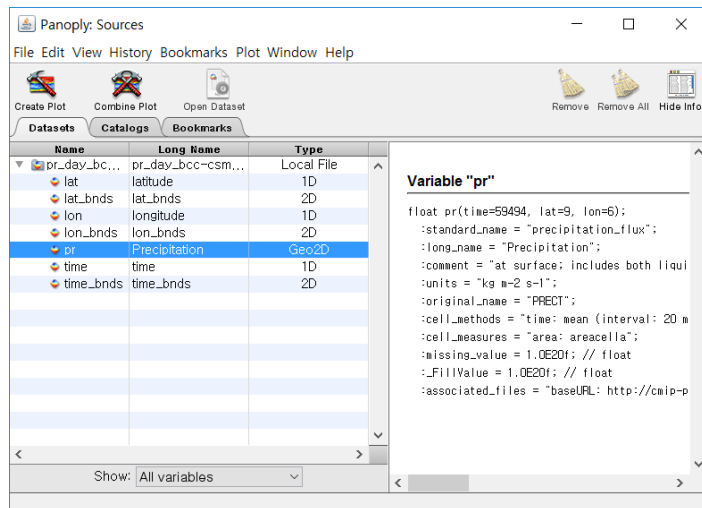 Panoply: Sources
File Edit View History Bookmarks Plot Window Help
Create Plot Combine Plot Open Dataset Remove Remove All Hide Info
Datasets Catalogs Bookmarks
Name Long Name Type
pr_day_bc... pr_day_bcc-csm... Local File
lat latitude 1D
lat_bnds lat_bnds 2D
lon longitude 1D
lon_bnds lon_bnds 2D
pr Precipitation Geo2D
time time 1D
time_bnds time_bnds 2D
Show: All variables
Variable "pr"
float pr(time=59494, lat=9, lon=6);
:standard_name = "precipitation_flux";
:long_name = "Precipitation";
:comment = "at surface; includes both liqui
:units = "kg m-2 s-1";
:original_name = "PRECT";
:cell_methods = "time: mean (interval: 20 m
:cell_measures = "area: areacella";
:missing_value = 1.0E20f; // float
:_FillValue = 1.0E20f; // float
:associated_files = "baseURL: http://cmip-p